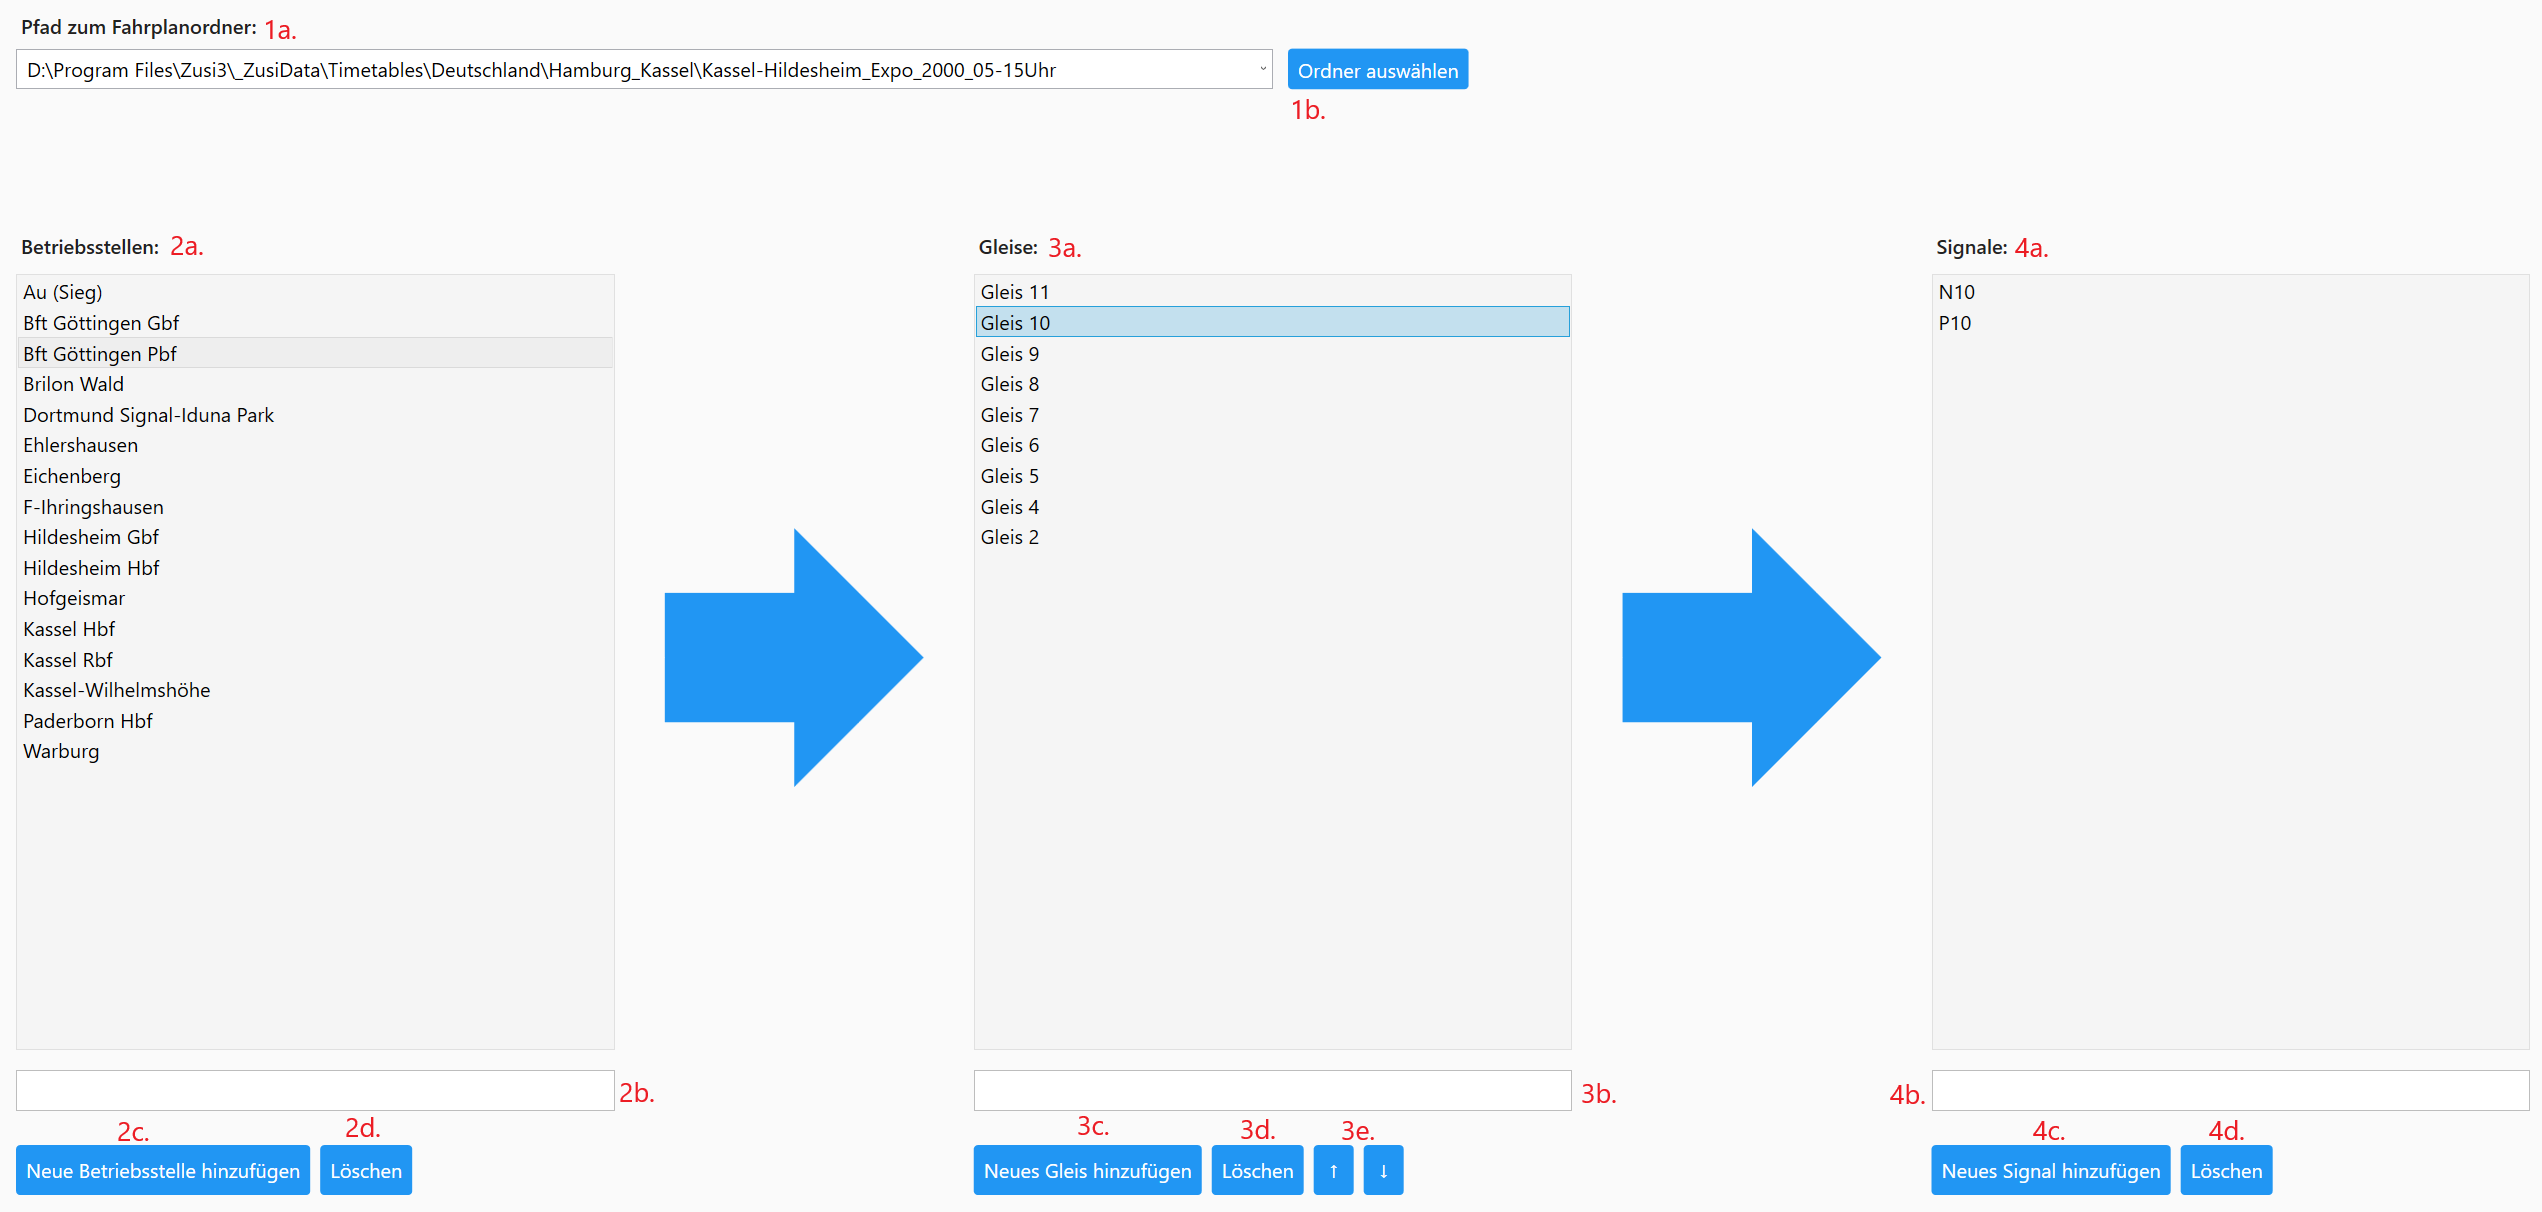 Pfad zum Fahrplanordner: 1a.
D:\Program Files\Zusi3\_ZusiData\Timetables\Deutschland\Hamburg_Kassel\Kassel-Hildesheim_Expo_2000_05-15Uhr
Ordner auswählen
1b.
Betriebsstellen: 2a.
Au (Sieg)
Bft Göttingen Gbf
Bft Göttingen Pbf
Brilon Wald
Dortmund Signal-Iduna Park
Ehlershausen
Eichenberg
F-Ihringshausen
Hildesheim Gbf
Hildesheim Hbf
Hofgeismar
Kassel Hbf
Kassel Rbf
Kassel-Wilhelmshöhe
Paderborn Hbf
Warburg
2b.
2c. 2d.
Neue Betriebsstelle hinzufügen Löschen
Gleise: 3a.
Gleis 11
Gleis 10
Gleis 9
Gleis 8
Gleis 7
Gleis 6
Gleis 5
Gleis 4
Gleis 2
3b.
3c. 3d. 3e.
Neues Gleis hinzufügen Löschen ↑ ↓
Signale: 4a.
N10
P10
4b.
4c. 4d.
Neues Signal hinzufügen Löschen